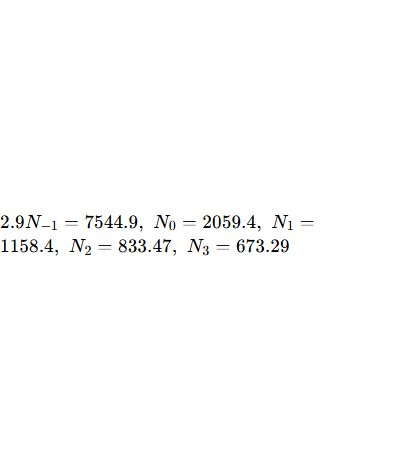 2.9N₋₁ = 7544.9, N₀ = 2059.4, N₁ =
1158.4, N₂ = 833.47, N₃ = 673.29